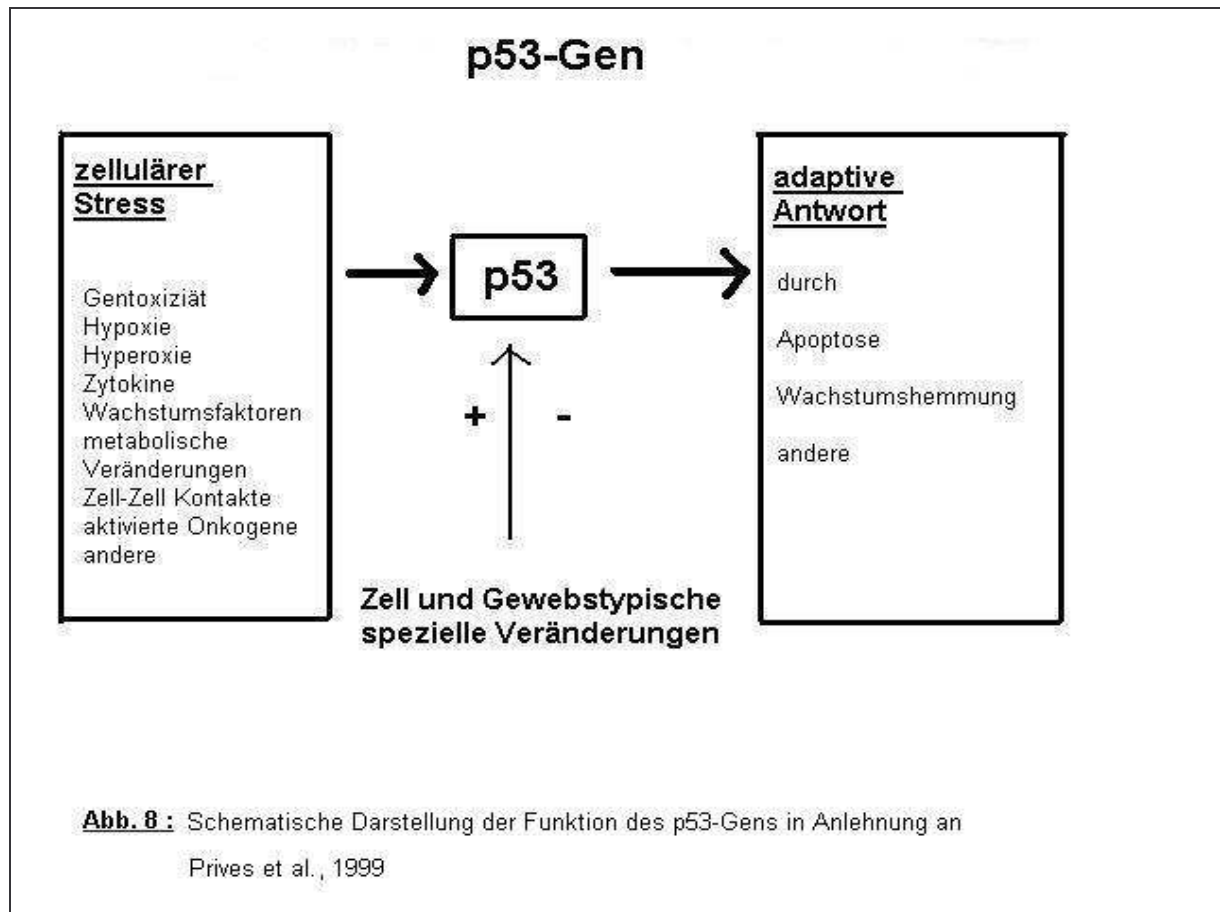 p53-Gen
zellulärer
Stress
Gentoxiziät
Hypoxie
Hyperoxie
Zytokine
Wachstumsfaktoren
metabolische
Veränderungen
Zell-Zell Kontakte
aktivierte Onkogene
andere
p53
+ -
Zell und Gewebstypische
spezielle Veränderungen
adaptive
Antwort
durch
Apoptose
Wachstumshemmung
andere
Abb. 8 : Schematische Darstellung der Funktion des p53-Gens in Anlehnung an
Prives et al., 1999